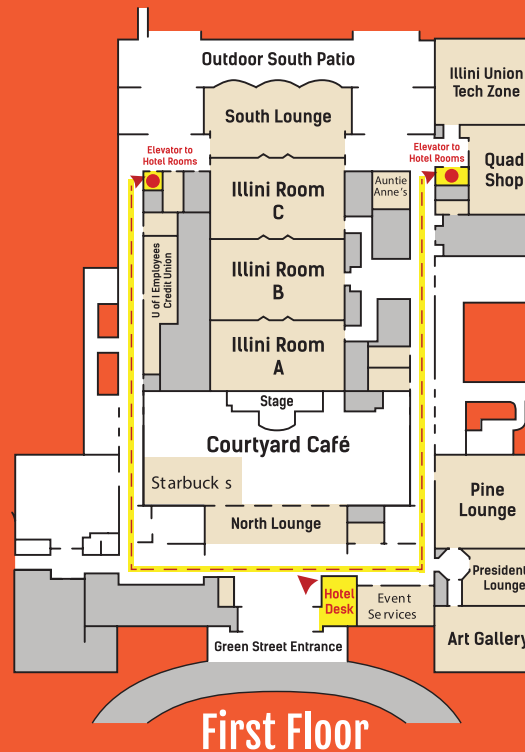 Outdoor South Patio
Illini Union
Tech Zone
South Lounge
Elevator to
Hotel Rooms
Elevator to
Hotel Rooms
Quad
Shop
Illini Room
C
Auntie
Anne's
U of I Employees
Credit Union
Illini Room
B
Illini Room
A
Stage
Courtyard Café
Starbuck s
Pine
Lounge
North Lounge
President
Lounge
Hotel
Desk
Event
Services
Art Gallery
Green Street Entrance
First Floor